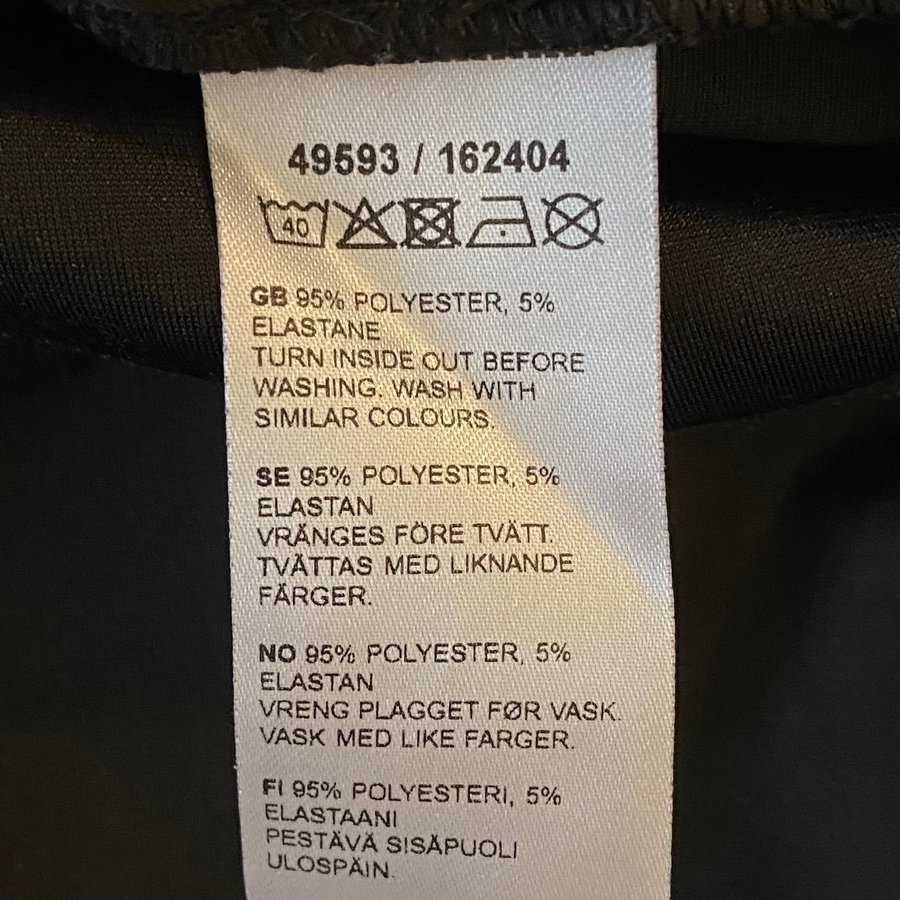 49593 / 162404
40
GB 95% POLYESTER, 5%
ELASTANE
TURN INSIDE OUT BEFORE
WASHING. WASH WITH
SIMILAR COLOURS.
SE 95% POLYESTER, 5%
ELASTAN
VRÄNGES FÖRE TVÄTT.
TVÄTTAS MED LIKNANDE
FÄRGER.
NO 95% POLYESTER, 5%
ELASTAN
VRENG PLAGGET FØR VASK.
VASK MED LIKE FARGER.
FI 95% POLYESTERI, 5%
ELASTAANI
PESTÄVÄ SISÄPUOLI
ULOSPÄIN.